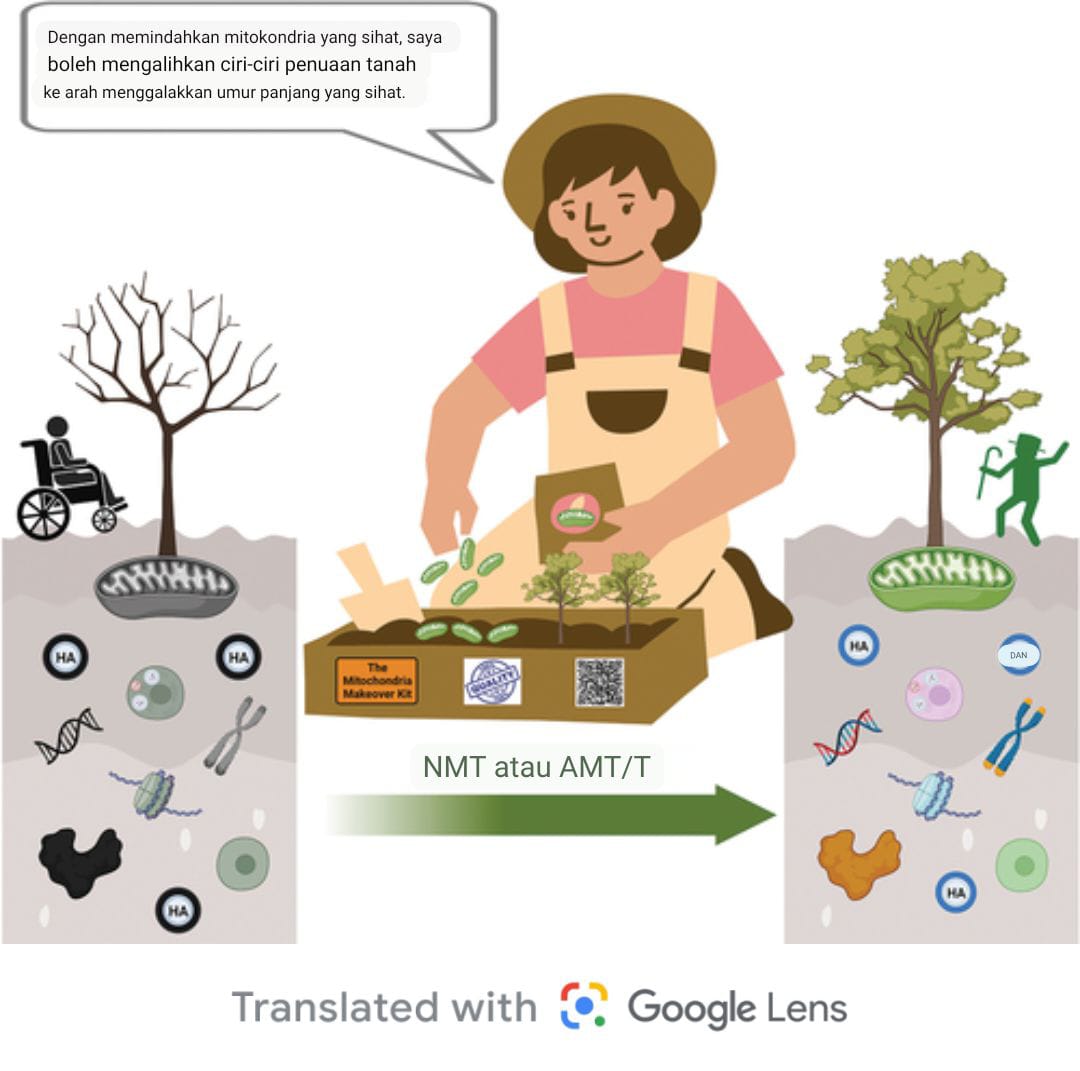 Dengan memindahkan mitokondria yang sihat, saya
boleh mengalihkan ciri-ciri penuaan tanah
ke arah menggalakkan umur panjang yang sihat.
HA
HA
HA
DAN
The
Mitochondria
Makeover Kit
QUALITY
NMT atau AMT/T
HA
HA
Translated with Google Lens